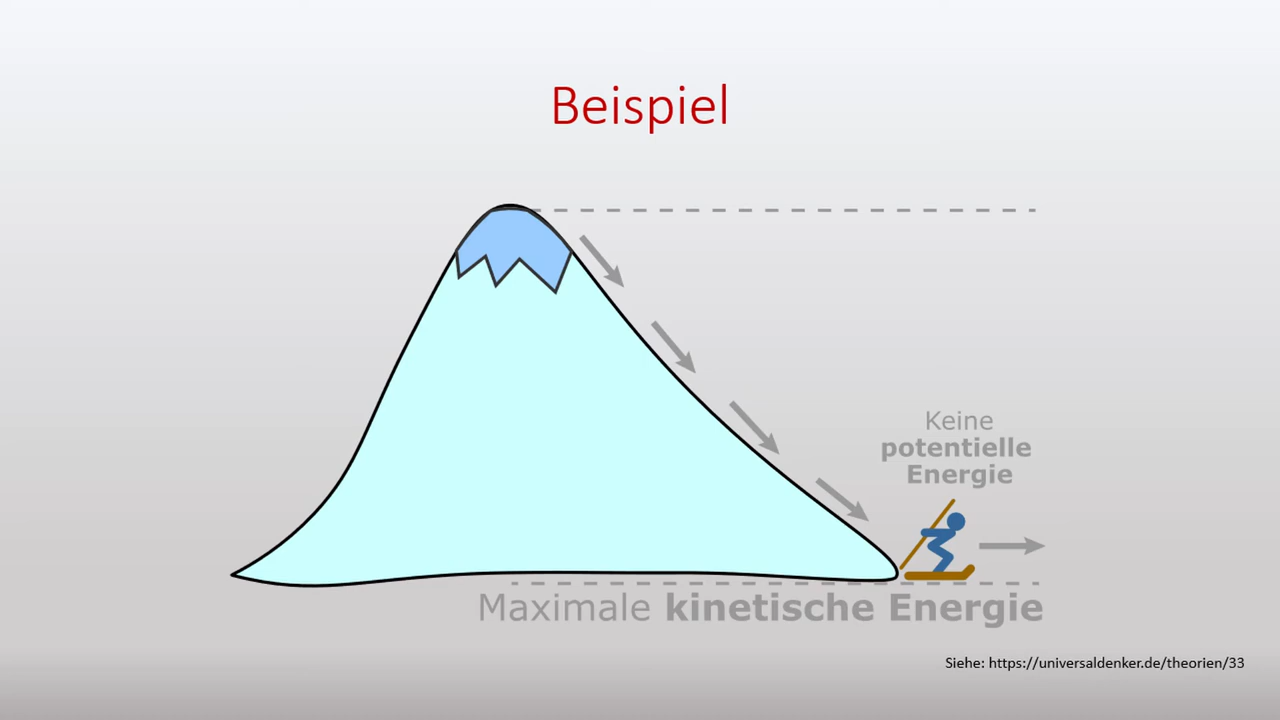 Beispiel
Keine
potentielle
Energie
Maximale kinetische Energie
Siehe: https://universaldenker.de/theorien/33